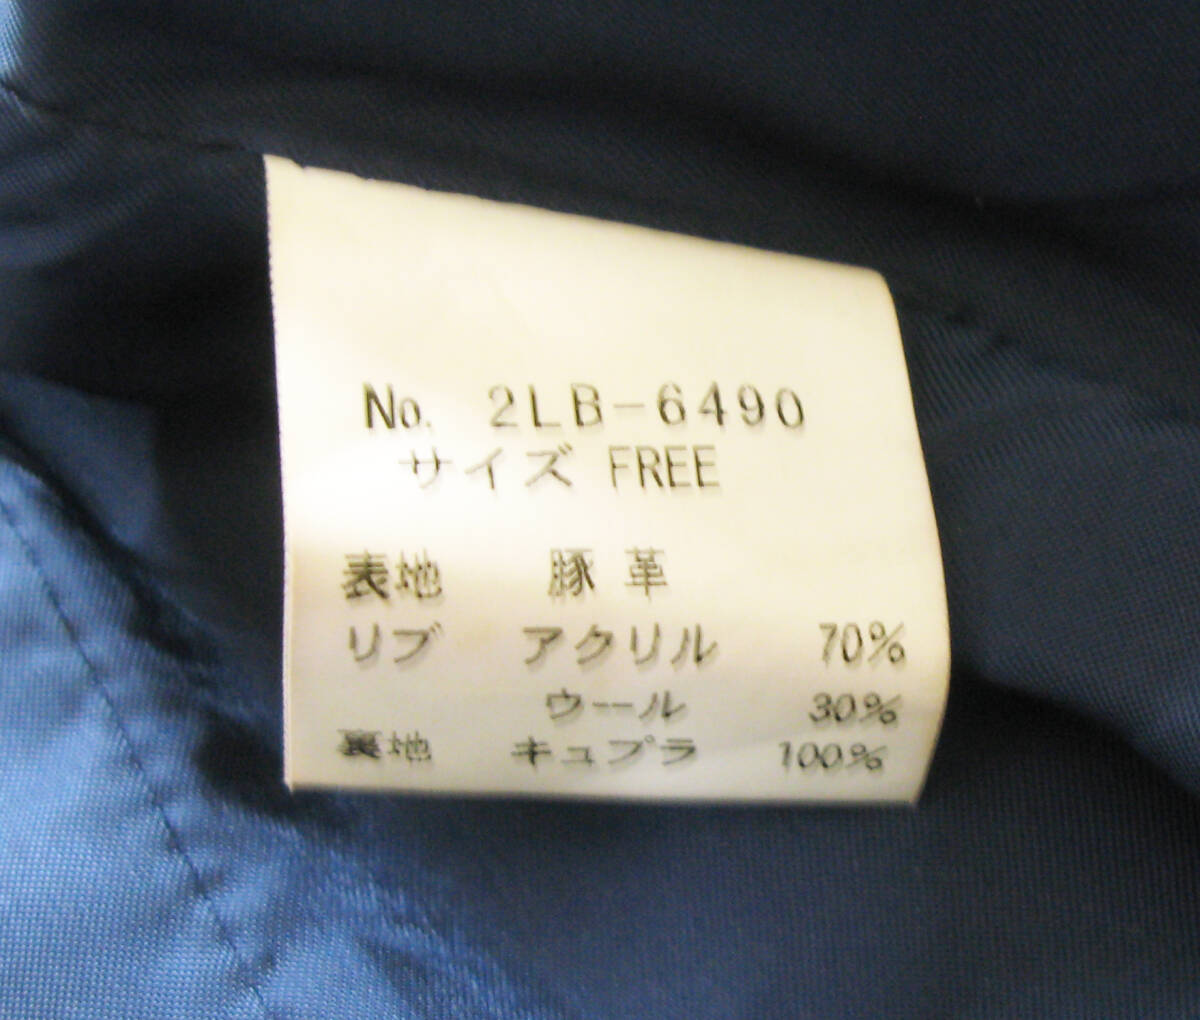 No. 2LB-6490
サイズ FREE
表地 豚革
リブ アクリル 70%
ウール 30%
裏地 キュプラ 100%